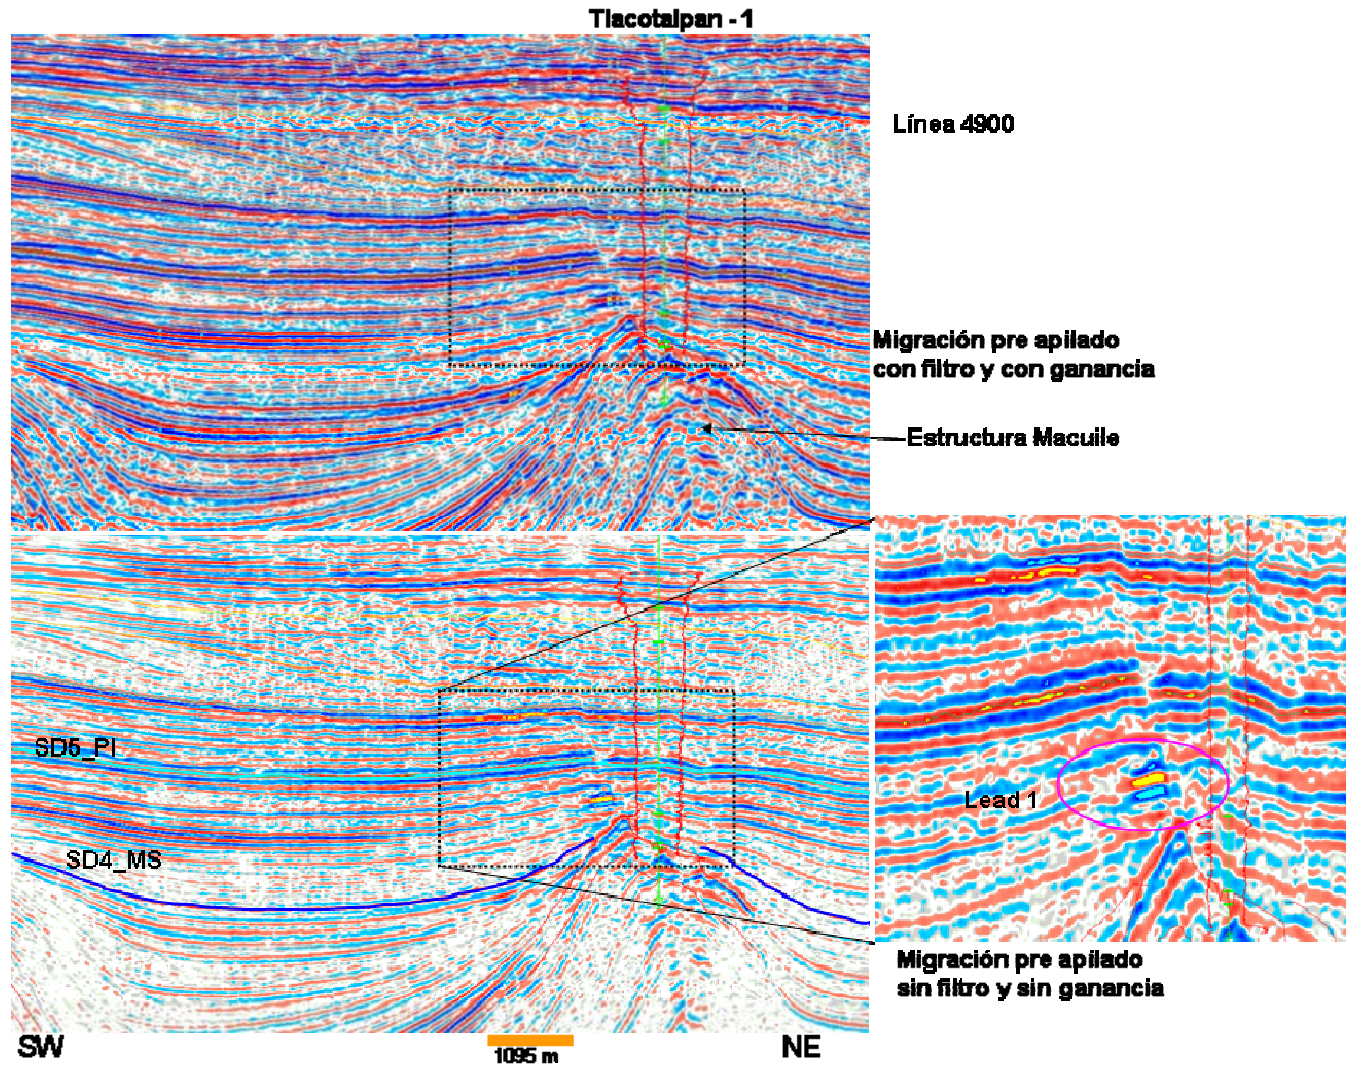 Tlacotalpan - 1
Línea 4900
Migración pre apilado
con filtro y con ganancia
Estructura Macuile
SD5_PI
Lead 1
SD4_MS
Migración pre apilado
sin filtro y sin ganancia
SW
1095 m
NE